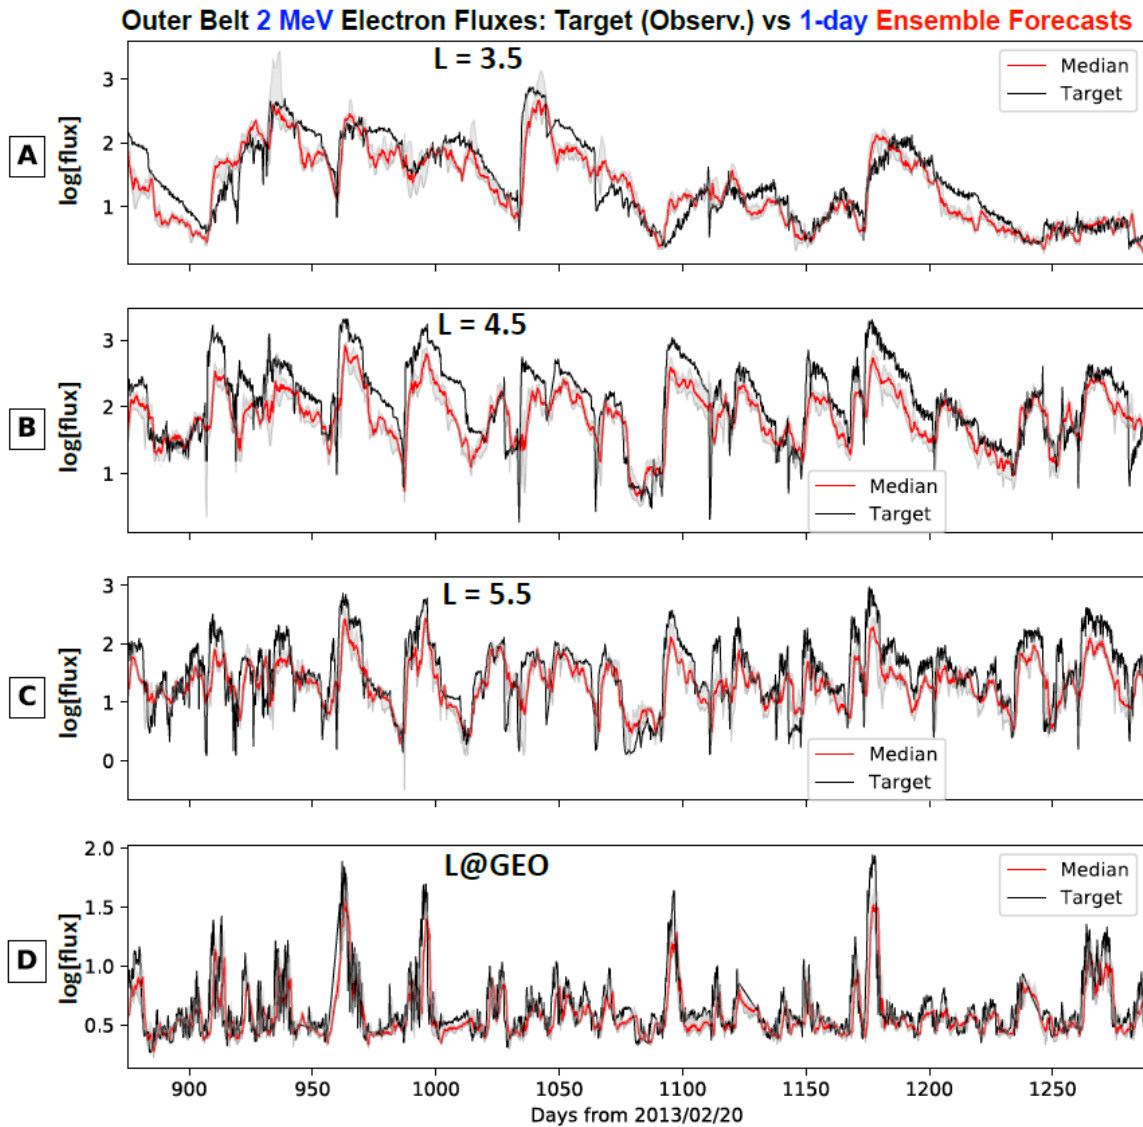 Outer Belt 2 MeV Electron Fluxes: Target (Observ.) vs 1-day Ensemble Forecasts
L = 3.5
Median
Target
3
2
1
log[flux]
A
L = 4.5
Median
Target
3
2
1
log[flux]
B
L = 5.5
Median
Target
3
2
1
0
log[flux]
C
L@GEO
Median
Target
2.0
1.5
1.0
0.5
log[flux]
D
900 950 1000 1050 1100 1150 1200 1250
Days from 2013/02/20